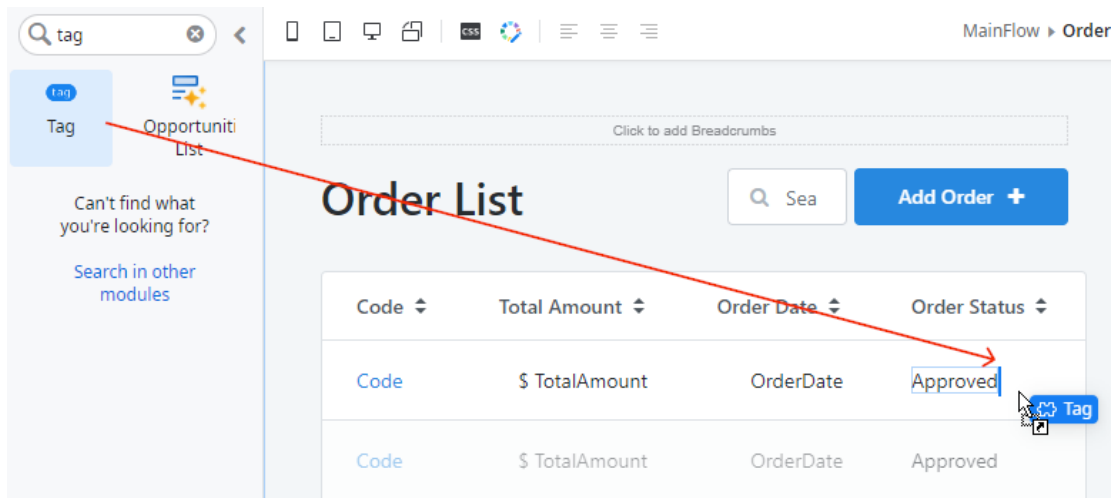 tag
css
MainFlow ▸ Order
tag
Tag
Opportuniti
List
Can't find what
you're looking for?
Search in other
modules
Click to add Breadcrumbs
Order List
Sea
Add Order +
Code
Total Amount
Order Date
Order Status
Code
$ TotalAmount
OrderDate
Approved
Tag
Code
$ TotalAmount
OrderDate
Approved